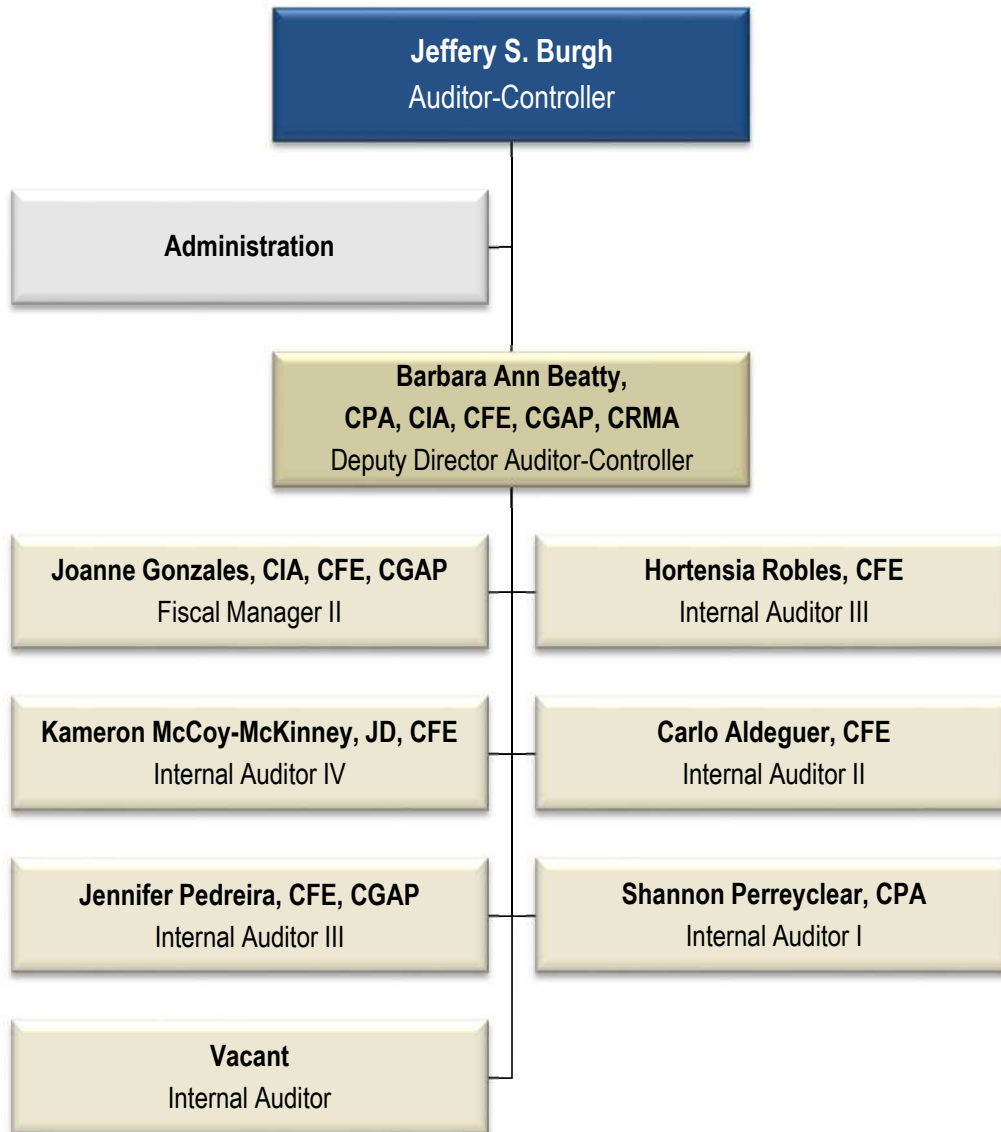 Jeffery S. Burgh
Auditor-Controller
Administration
Barbara Ann Beatty,
CPA, CIA, CFE, CGAP, CRMA
Deputy Director Auditor-Controller
Joanne Gonzales, CIA, CFE, CGAP
Fiscal Manager II
Hortensia Robles, CFE
Internal Auditor III
Kameron McCoy-McKinney, JD, CFE
Internal Auditor IV
Carlo Aldeguer, CFE
Internal Auditor II
Jennifer Pedreira, CFE, CGAP
Internal Auditor III
Shannon Perreyclear, CPA
Internal Auditor I
Vacant
Internal Auditor